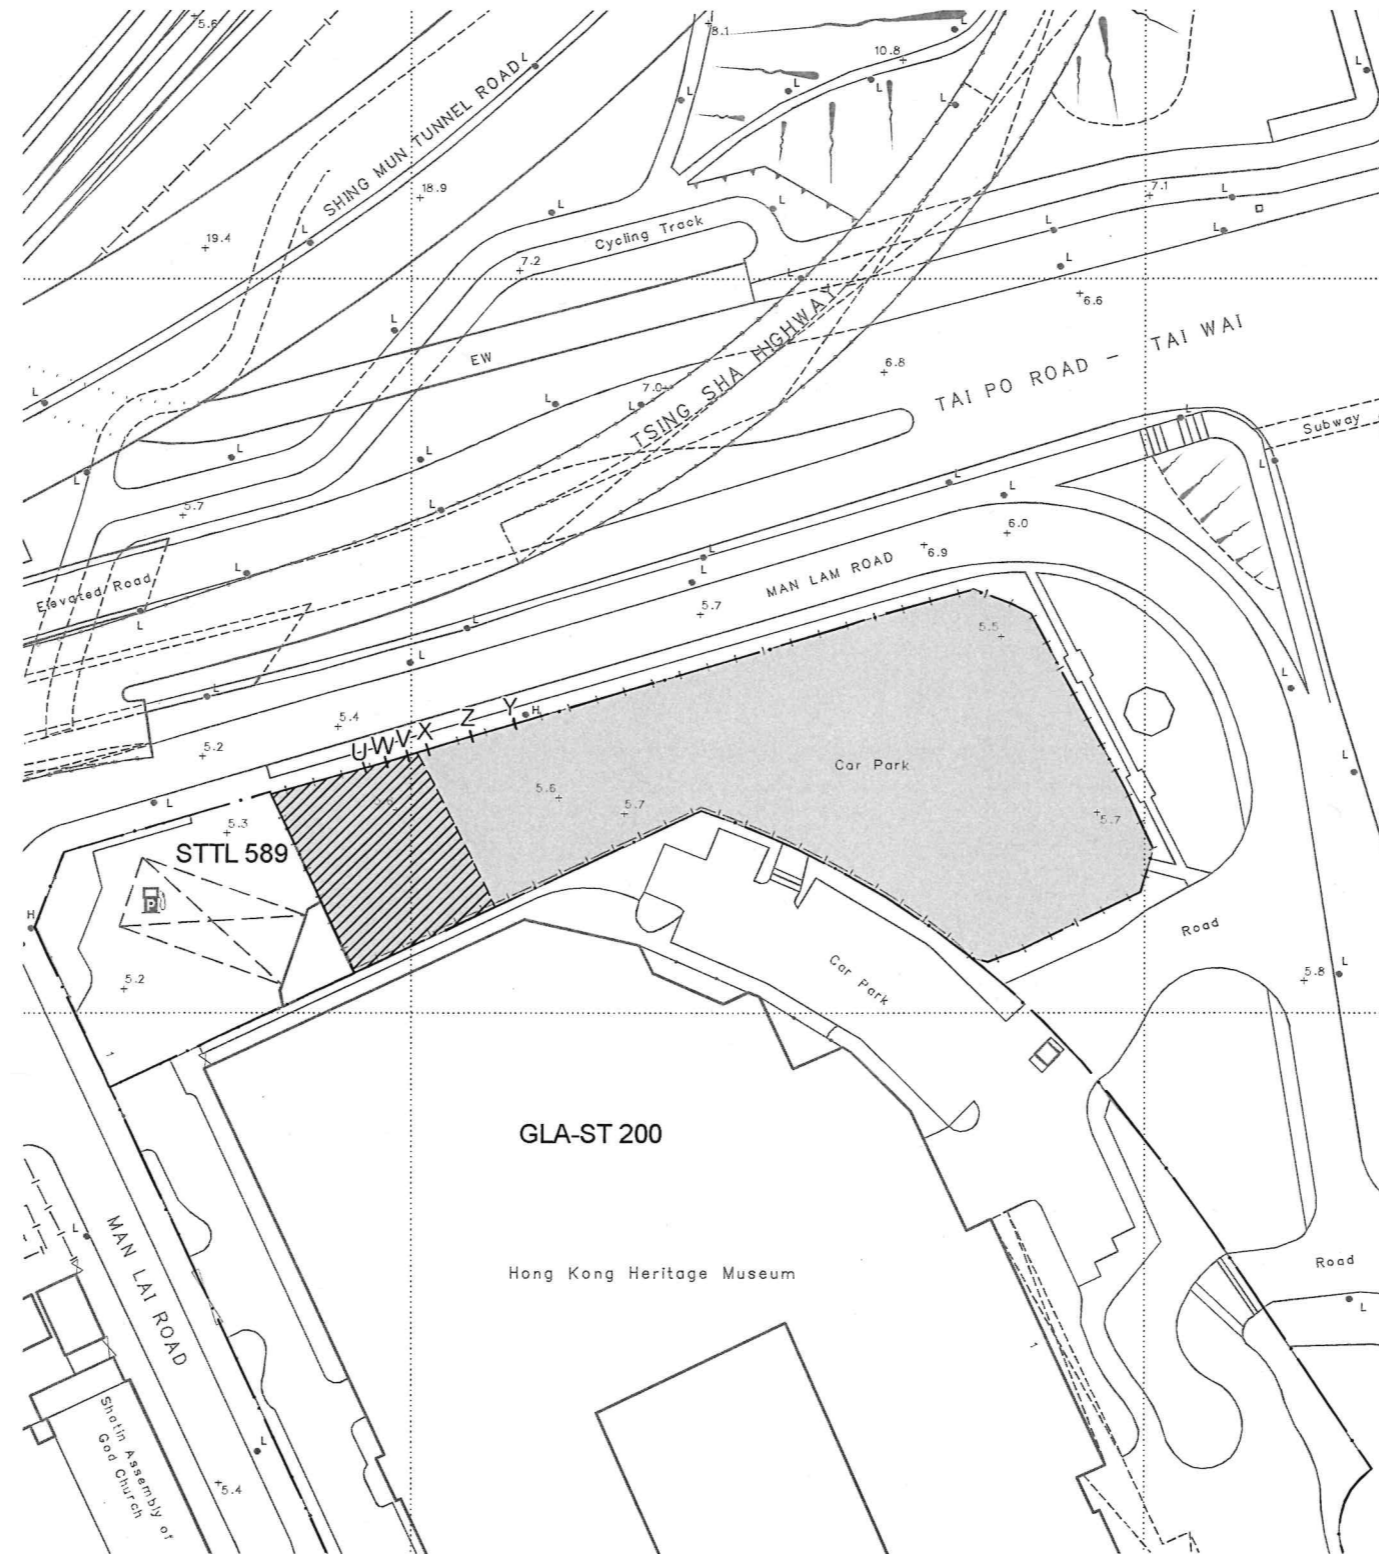 5.6
8.1
L
10.8
L
L
SHING MUN TUNNEL ROAD
L
L
L
L
L
18.9
7.1
L
L
19.4
L
Cycling Track
L
L
L
7.2
L
L
6.6
L
EW
TSING SHA HIGHWAY
TAI PO ROAD - TAI WAI
6.8
7.0
L
L
L
L
Subway
L
L
L
L
L
L
5.7
L
6.0
6.9
L
Elevated Road
L
MAN LAM ROAD
L
L
5.7
5.5
L
L
L
L
5.4
Y
H
Z
X
V
W
U
5.2
Car Park
L
L
5.3
5.6
5.7
5.7
STTL 589
P
H
Road
5.2
Car Park
5.8
L
1
GLA-ST 200
L
MAN LAI ROAD
Hong Kong Heritage Museum
Road
L
1
Shatin Assembly of
God Church
L
5.4